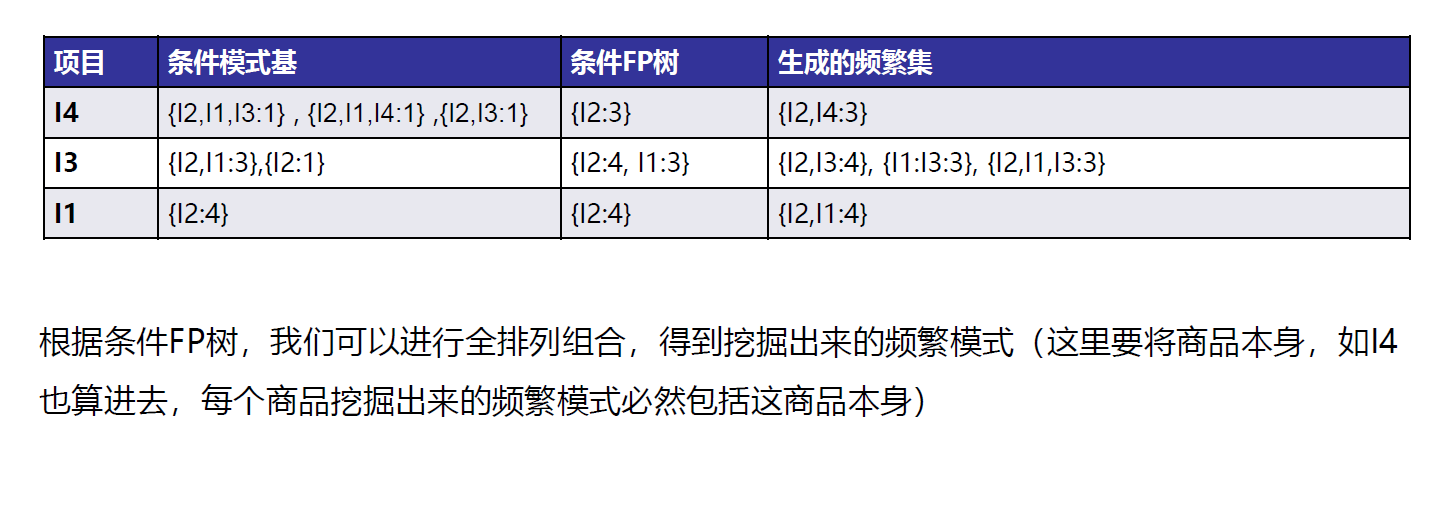 项目 条件模式基 条件FP树 生成的频繁集
I4 {I2,I1,I3:1} , {I2,I1,I4:1} ,{I2,I3:1} {I2:3} {I2,I4:3}
I3 {I2,I1:3},{I2:1} {I2:4, I1:3} {I2,I3:4}, {I1:I3:3}, {I2,I1,I3:3}
I1 {I2:4} {I2:4} {I2,I1:4}
根据条件FP树，我们可以进行全排列组合，得到挖掘出来的频繁模式（这里要将商品本身，如I4
也算进去，每个商品挖掘出来的频繁模式必然包括这商品本身）